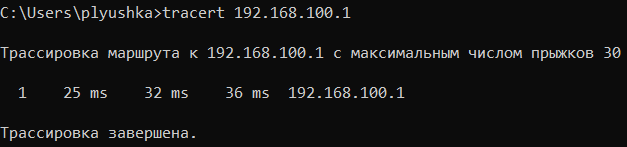 C:\Users\plyushka>tracert 192.168.100.1
Трассировка маршрута к 192.168.100.1 с максимальным числом прыжков 30
1 25 ms 32 ms 36 ms 192.168.100.1
Трассировка завершена.